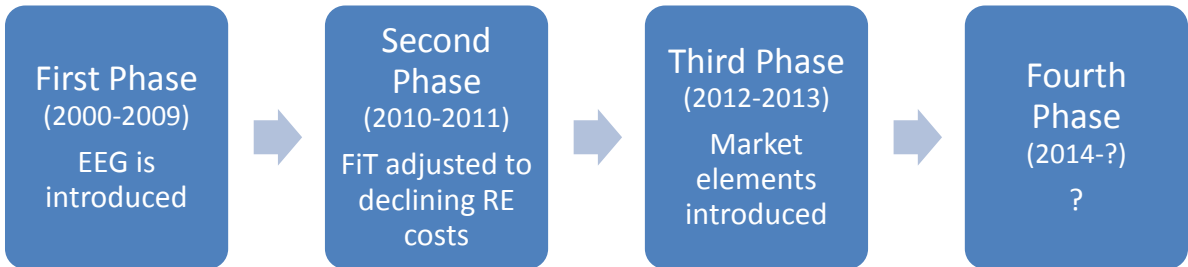 First Phase
(2000-2009)
EEG is
introduced
Second
Phase
(2010-2011)
FiT adjusted to
declining RE
costs
Third Phase
(2012-2013)
Market
elements
introduced
Fourth
Phase
(2014-?)
?